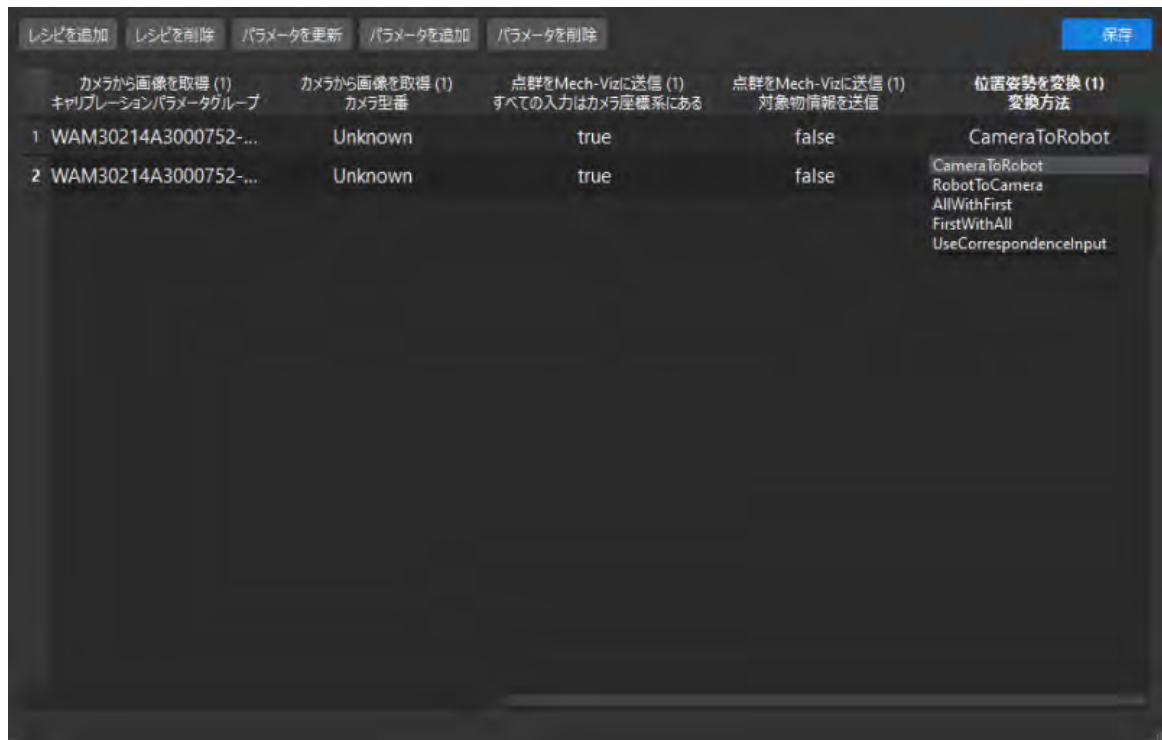 レシピを追加 レシピを削除 パラメータを更新 パラメータを追加 パラメータを削除 保存
カメラから画像を取得 (1) カメラから画像を取得 (1) 点群をMech-Vizに送信 (1) 点群をMech-Vizに送信 (1) 位置姿勢を変換 (1)
キャリブレーションパラメータグループ カメラ型番 すべての入力はカメラ座標系にある 対象物情報を送信 変換方法
1 WAM30214A3000752-... Unknown true false CameraToRobot
2 WAM30214A3000752-... Unknown true false
CameraToRobot
RobotToCamera
AllWithFirst
FirstWithAll
UseCorrespondenceInput